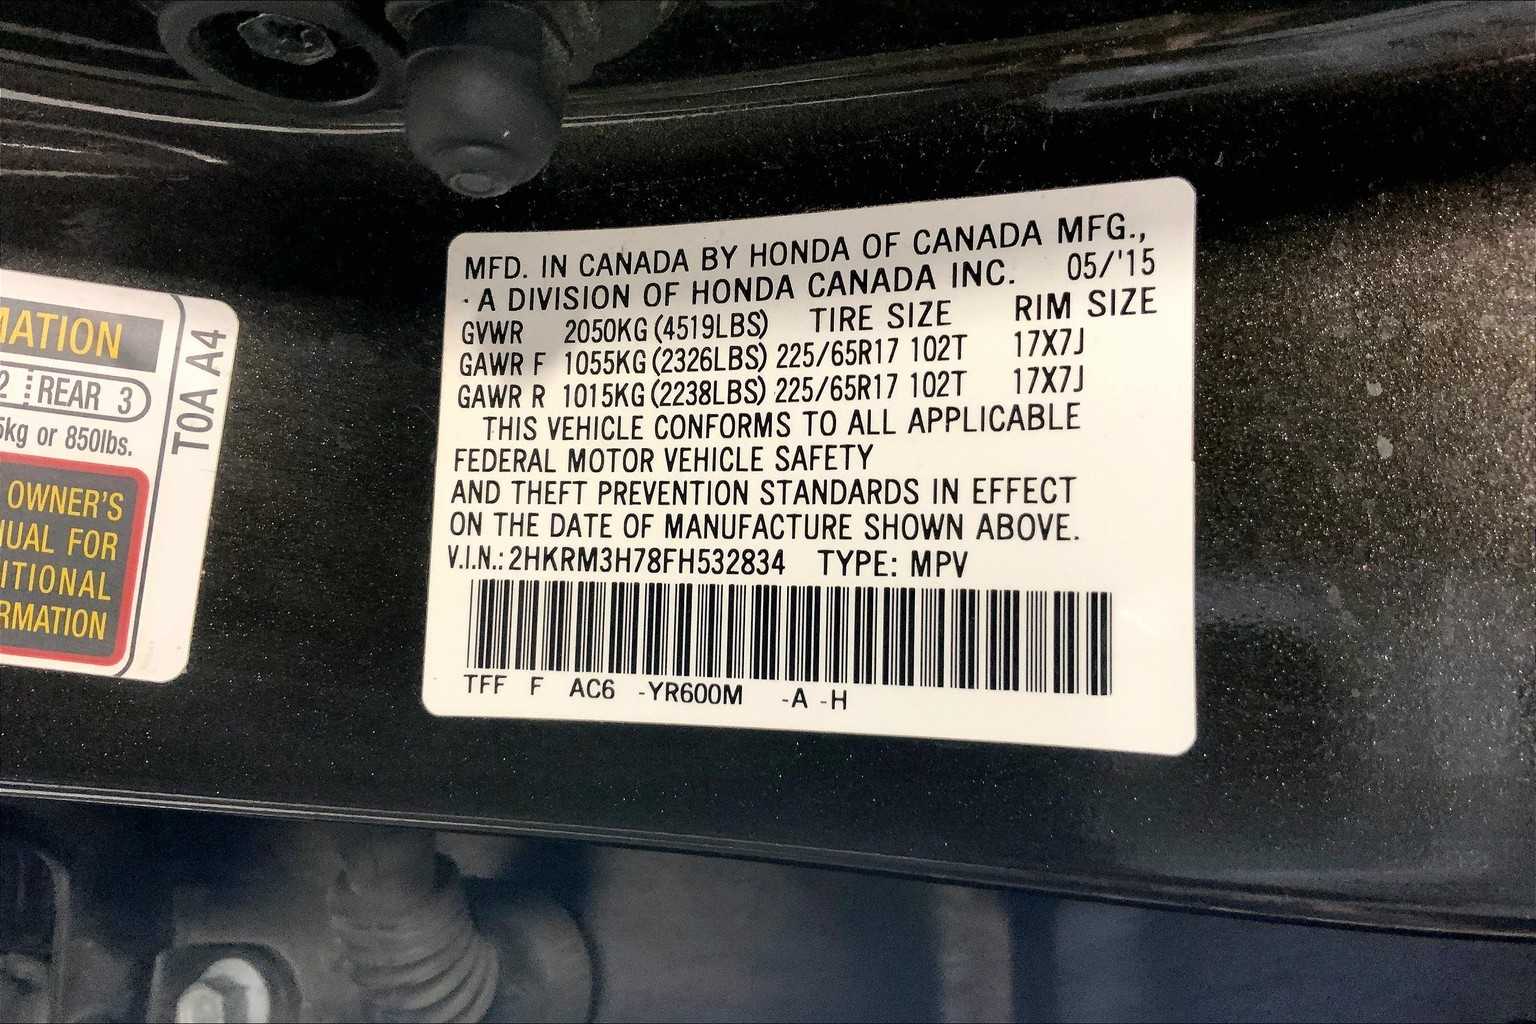 MFD. IN CANADA BY HONDA OF CANADA MFG.,
A DIVISION OF HONDA CANADA INC. 05/'15
GVWR 2050KG (4519LBS) TIRE SIZE RIM SIZE
GAWR F 1055KG (2326LBS) 225/65R17 102T 17X7J
GAWR R 1015KG (2238LBS) 225/65R17 102T 17X7J
THIS VEHICLE CONFORMS TO ALL APPLICABLE
FEDERAL MOTOR VEHICLE SAFETY
AND THEFT PREVENTION STANDARDS IN EFFECT
ON THE DATE OF MANUFACTURE SHOWN ABOVE.
V.I.N.: 2HKRM3H78FH532834 TYPE: MPV
TFF F AC6 -YR600M -A -H
MATION
2 REAR 3
5kg or 850lbs.
OWNER'S
NUAL FOR
ITIONAL
RMATION
T0A A4